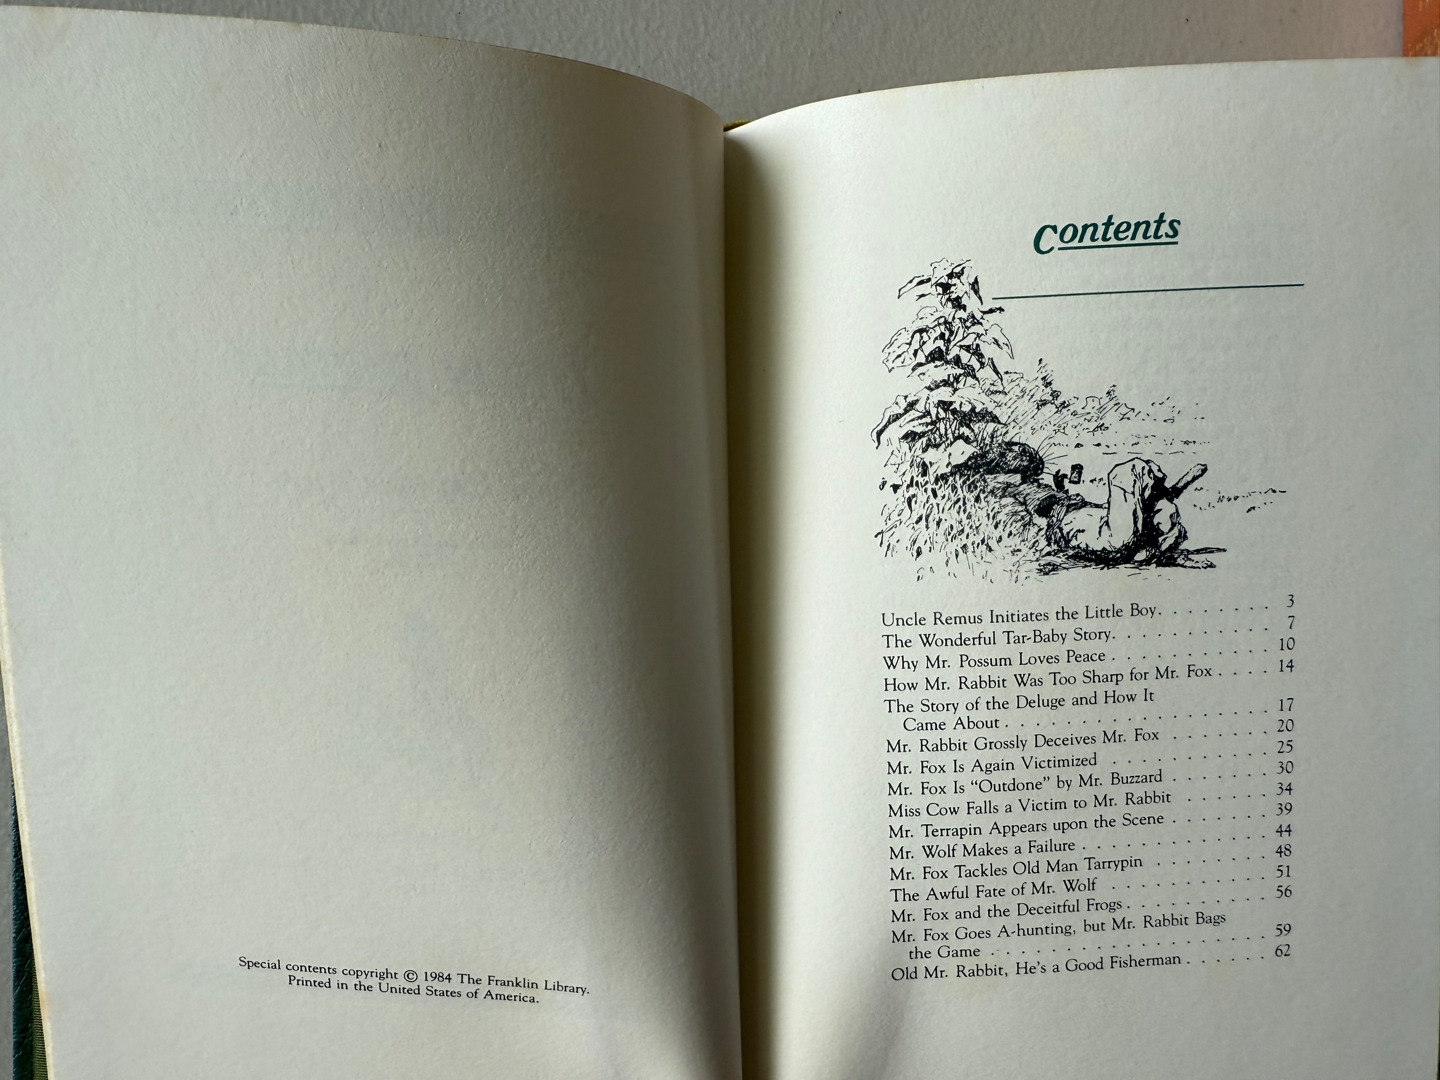 Special contents copyright © 1984 The Franklin Library.
Printed in the United States of America.
Contents
Uncle Remus Initiates the Little Boy. . . . . . . . 3
The Wonderful Tar-Baby Story. . . . . . . . . . . 7
Why Mr. Possum Loves Peace . . . . . . . . . . . 10
How Mr. Rabbit Was Too Sharp for Mr. Fox . . . . 14
The Story of the Deluge and How It
Came About . . . . . . . . . . . . . . . . . . 17
Mr. Rabbit Grossly Deceives Mr. Fox . . . . . . . 20
Mr. Fox Is Again Victimized . . . . . . . . . . . 25
Mr. Fox Is “Outdone” by Mr. Buzzard . . . . . . . 30
Miss Cow Falls a Victim to Mr. Rabbit . . . . . . 34
Mr. Terrapin Appears upon the Scene . . . . . . . 39
Mr. Wolf Makes a Failure . . . . . . . . . . . . 44
Mr. Fox Tackles Old Man Tarrypin . . . . . . . . 48
The Awful Fate of Mr. Wolf . . . . . . . . . . . 51
Mr. Fox and the Deceitful Frogs . . . . . . . . . 56
Mr. Fox Goes A-hunting, but Mr. Rabbit Bags
the Game . . . . . . . . . . . . . . . . . . . 59
Old Mr. Rabbit, He’s a Good Fisherman . . . . . . 62